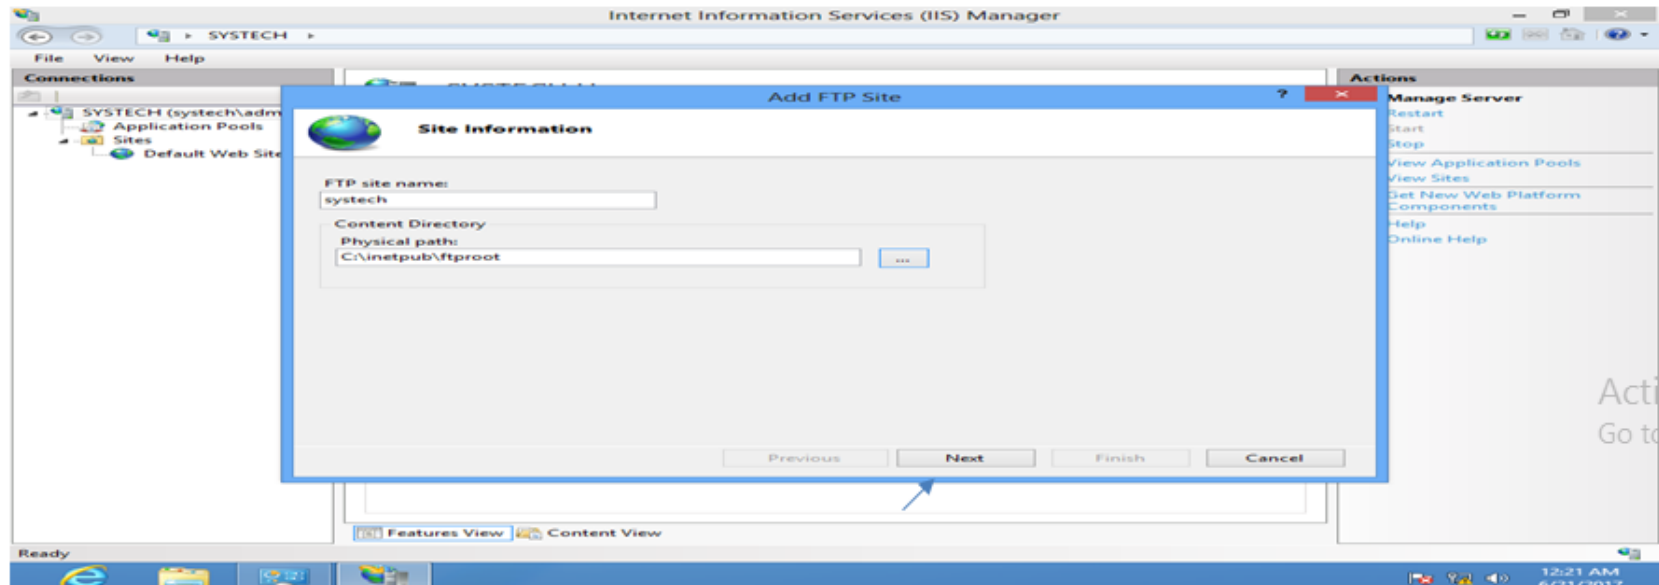 Internet Information Services (IIS) Manager
SYSTECH
File View Help
Connections
SYSTECH (systech\adm
Application Pools
Sites
Default Web Site
Add FTP Site
?
Site Information
FTP site name:
systech
Content Directory
Physical path:
C:\inetpub\ftproot
...
Previous Next Finish Cancel
Features View Content View
Actions
Manage Server
Restart
Start
Stop
View Application Pools
View Sites
Get New Web Platform
Components
Help
Online Help
Acti
Go to
Ready
12:21 AM
6/21/2017